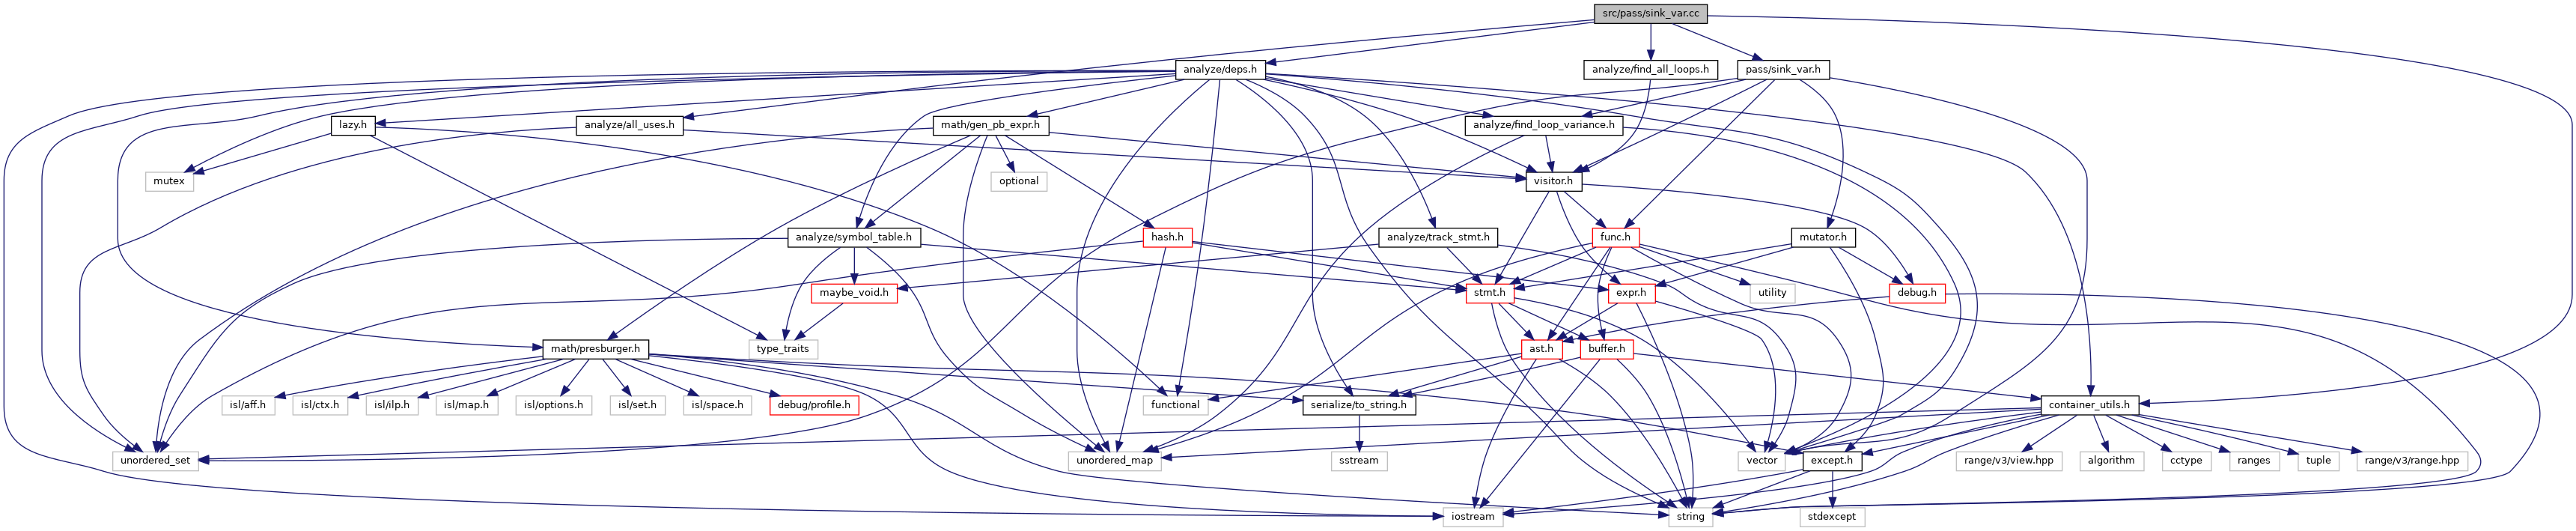 src/pass/sink_var.cc
analyze/deps.h
analyze/find_all_loops.h
pass/sink_var.h
lazy.h
analyze/all_uses.h
math/gen_pb_expr.h
analyze/find_loop_variance.h
mutex
optional
visitor.h
analyze/symbol_table.h
hash.h
analyze/track_stmt.h
func.h
mutator.h
maybe_void.h
stmt.h
expr.h
utility
debug.h
math/presburger.h
type_traits
ast.h
buffer.h
isl/aff.h
isl/ctx.h
isl/ilp.h
isl/map.h
isl/options.h
isl/set.h
isl/space.h
debug/profile.h
functional
serialize/to_string.h
container_utils.h
unordered_set
unordered_map
sstream
vector
except.h
range/v3/view.hpp
algorithm
cctype
ranges
tuple
range/v3/range.hpp
iostream
string
stdexcept